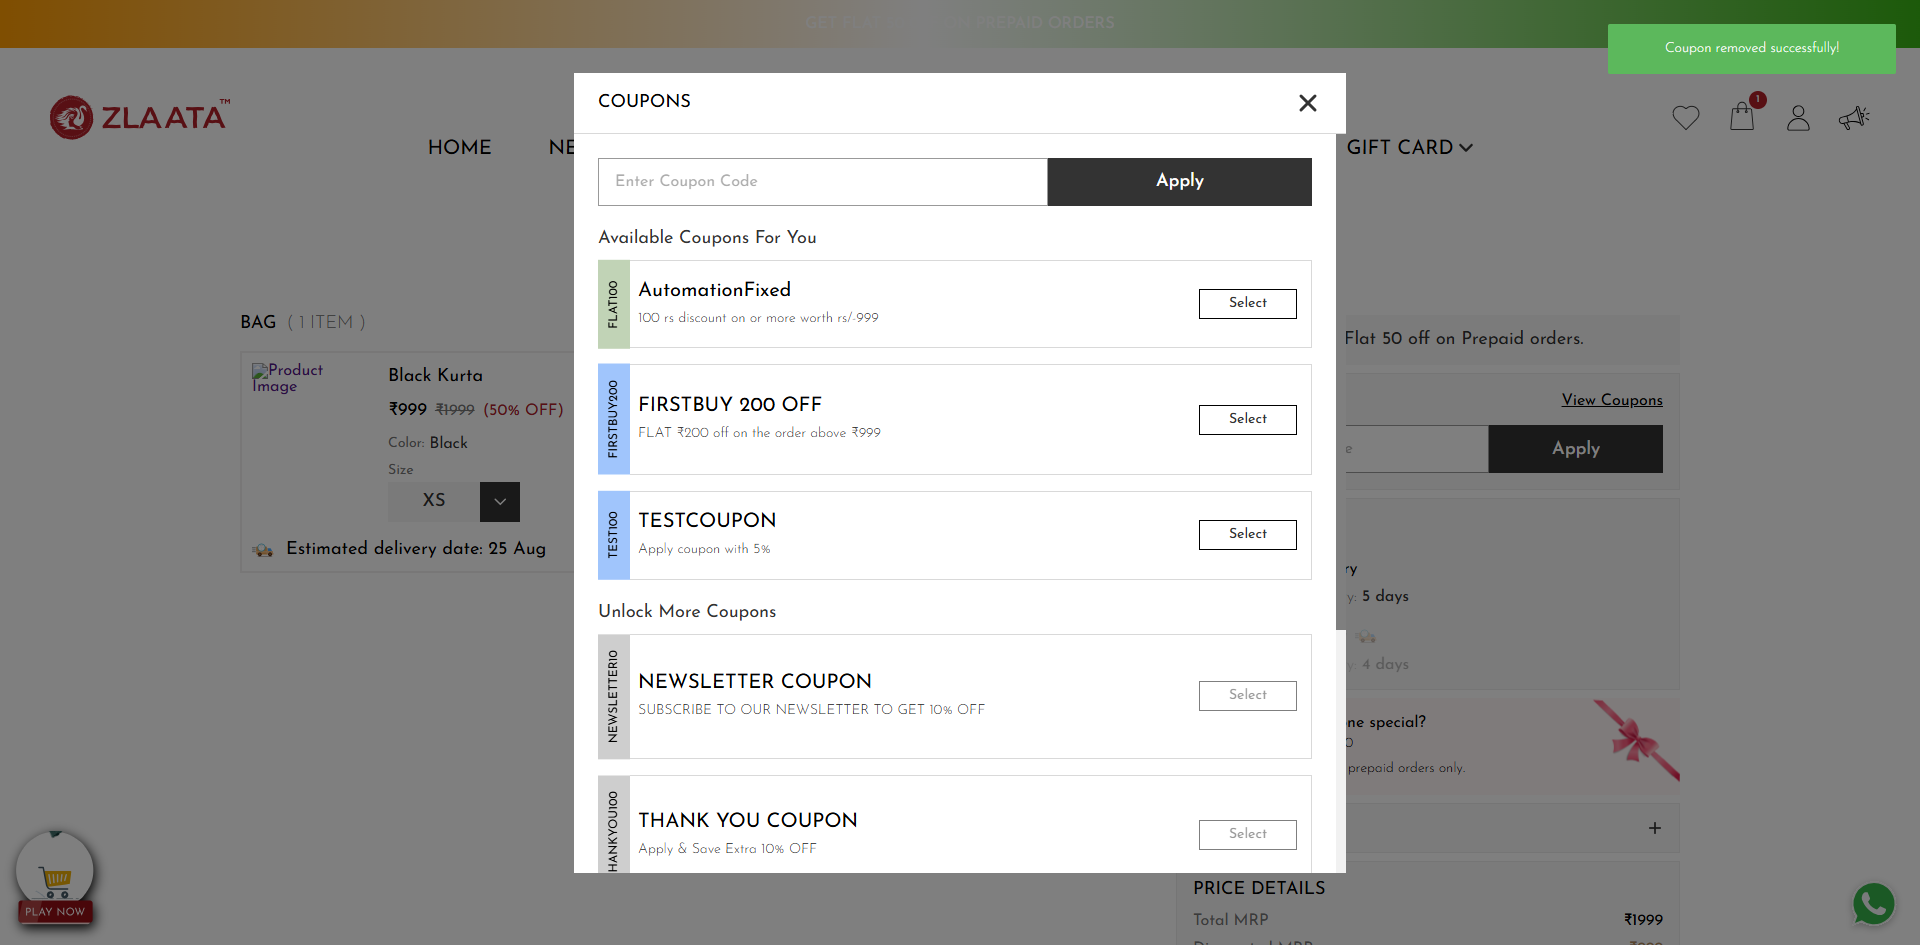 GET FLAT ON PREPAID ORDERS
Coupon removed successfully!
ZLAATA™
1
HOME
NE
GIFT CARD
COUPONS
Enter Coupon Code
Apply
Available Coupons For You
FLAT100
AutomationFixed
100 rs discount on or more worth rs/-999
Select
FIRSTBUY200
FIRSTBUY 200 OFF
FLAT ₹200 off on the order above ₹999
Select
TEST100
TESTCOUPON
Apply coupon with 5%
Select
Unlock More Coupons
NEWSLETTER10
NEWSLETTER COUPON
SUBSCRIBE TO OUR NEWSLETTER TO GET 10% OFF
Select
HANKYOU100
THANK YOU COUPON
Apply & Save Extra 10% OFF
Select
BAG ( 1 ITEM )
Product Image
Black Kurta
₹999 ₹1999 (50% OFF)
Color: Black
Size
XS
Estimated delivery date: 25 Aug
Flat 50 off on Prepaid orders.
View Coupons
e
Apply
ry
y: 5 days
y: 4 days
ne special?
0
prepaid orders only.
+
PRICE DETAILS
Total MRP ₹1999
PLAY NOW